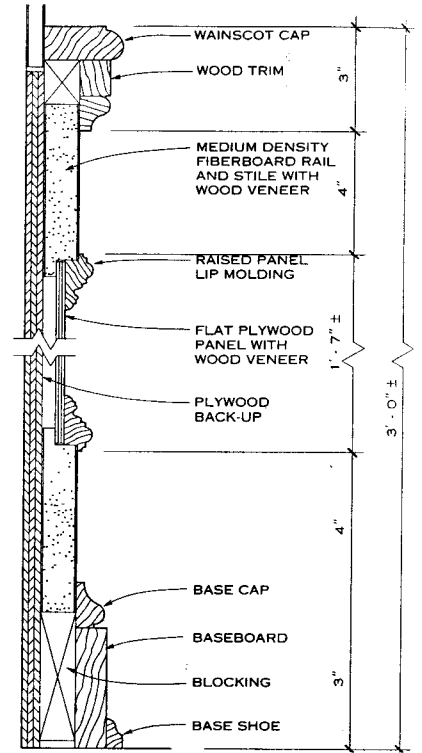 WAINSCOT CAP
WOOD TRIM
3"
MEDIUM DENSITY
FIBERBOARD RAIL
AND STILE WITH
WOOD VENEER
4"
RAISED PANEL
LIP MOLDING
FLAT PLYWOOD
PANEL WITH
WOOD VENEER
1' - 7" ±
3' - 0" ±
PLYWOOD
BACK-UP
4"
BASE CAP
BASEBOARD
BLOCKING
3"
BASE SHOE